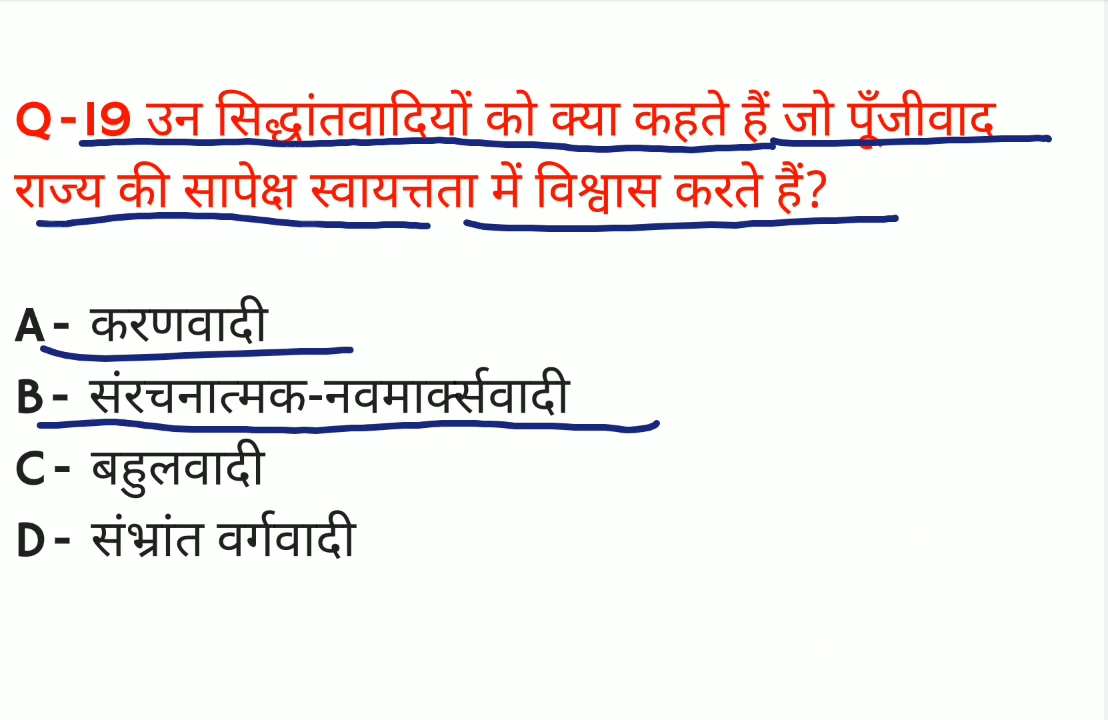 Q-19 उन सिद्धांतवादियों को क्या कहते हैं जो पूँजीवाद
राज्य की सापेक्ष स्वायत्तता में विश्वास करते हैं?
A- करणवादी
B- संरचनात्मक-नवमार्क्सवादी
C- बहुलवादी
D- संभ्रांत वर्गवादी